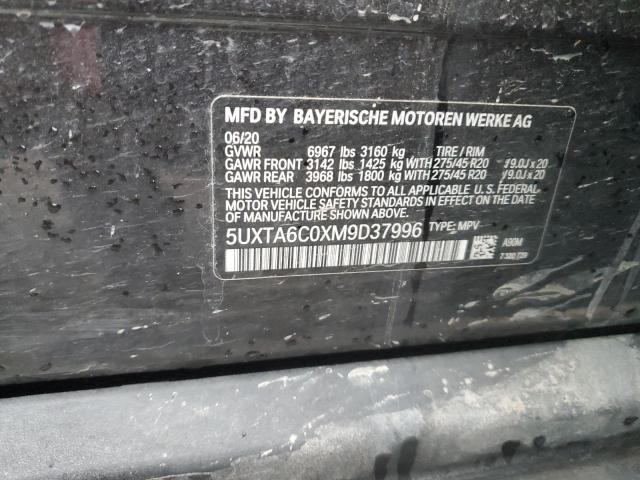 MFD BY BAYERISCHE MOTOREN WERKE AG
06/20
GVWR 6967 lbs 3160 kg TIRE / RIM
GAWR FRONT 3142 lbs 1425 kg WITH 275/45 R20 /9.0J x 20
GAWR REAR 3968 lbs 1800 kg WITH 275/45 R20 /9.0J x 20
THIS VEHICLE CONFORMS TO ALL APPLICABLE U. S. FEDERAL
MOTOR VEHICLE SAFETY STANDARDS IN EFFECT ON THE
DATE OF MANUFACTURE SHOWN ABOVE.
5UXTA6C0XM9D37996 TYPE: MPV
A90M